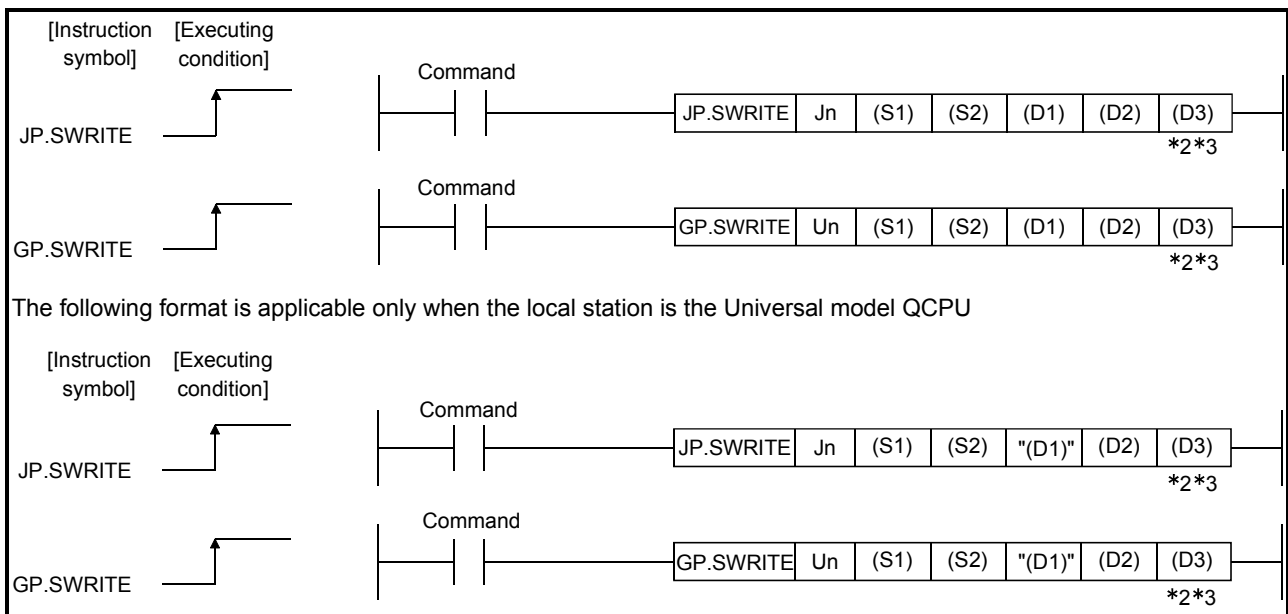 [Instruction symbol] [Executing condition]
Command
JP.SWRITE
JP.SWRITE Jn (S1) (S2) (D1) (D2) (D3)
*2*3
Command
GP.SWRITE
GP.SWRITE Un (S1) (S2) (D1) (D2) (D3)
*2*3
The following format is applicable only when the local station is the Universal model QCPU
[Instruction symbol] [Executing condition]
Command
JP.SWRITE
JP.SWRITE Jn (S1) (S2) "(D1)" (D2) (D3)
*2*3
Command
GP.SWRITE
GP.SWRITE Un (S1) (S2) "(D1)" (D2) (D3)
*2*3